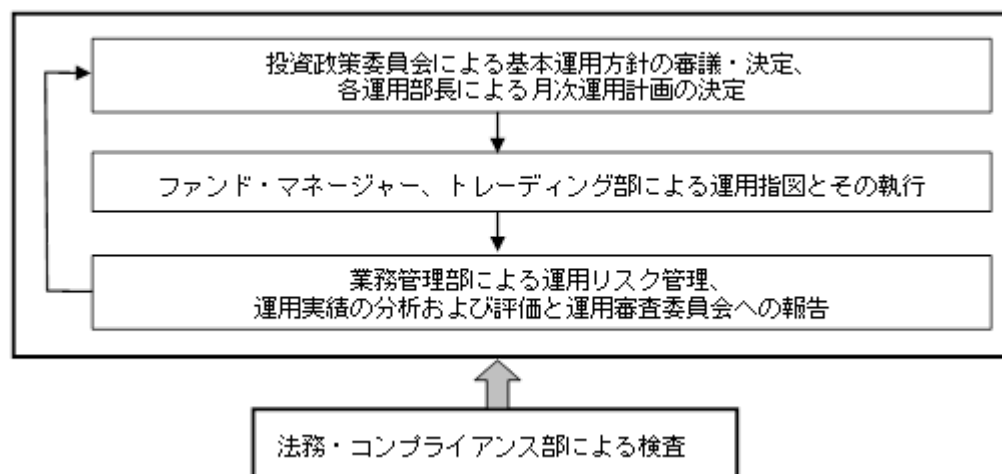 投資政策委員会による基本運用方針の審議・決定、
各運用部長による月次運用計画の決定
ファンド・マネージャー、トレーディング部による運用指図とその執行
業務管理部による運用リスク管理、
運用実績の分析および評価と運用審査委員会への報告
法務・コンプライアンス部による検査